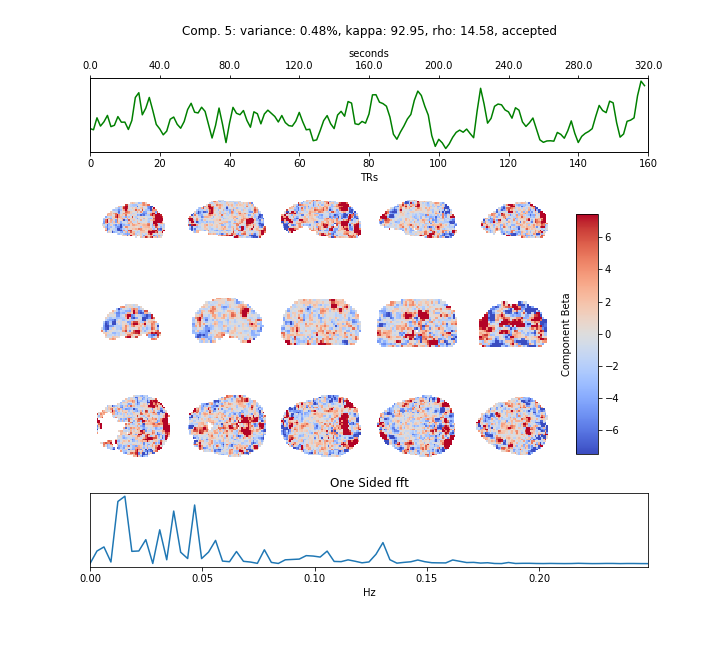 Comp. 5: variance: 0.48%, kappa: 92.95, rho: 14.58, accepted
seconds
0.0 40.0 80.0 120.0 160.0 200.0 240.0 280.0 320.0
0 20 40 60 80 100 120 140 160
TRs
6
4
2
0
−2
−4
−6
Component Beta
One Sided fft
0.00 0.05 0.10 0.15 0.20
Hz